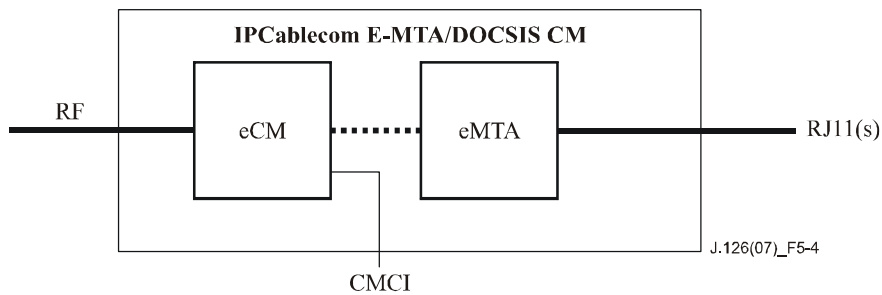 IPCablecom E-MTA/DOCSIS CM
RF
eCM
eMTA
RJ11(s)
J.126(07)_F5-4
CMCI